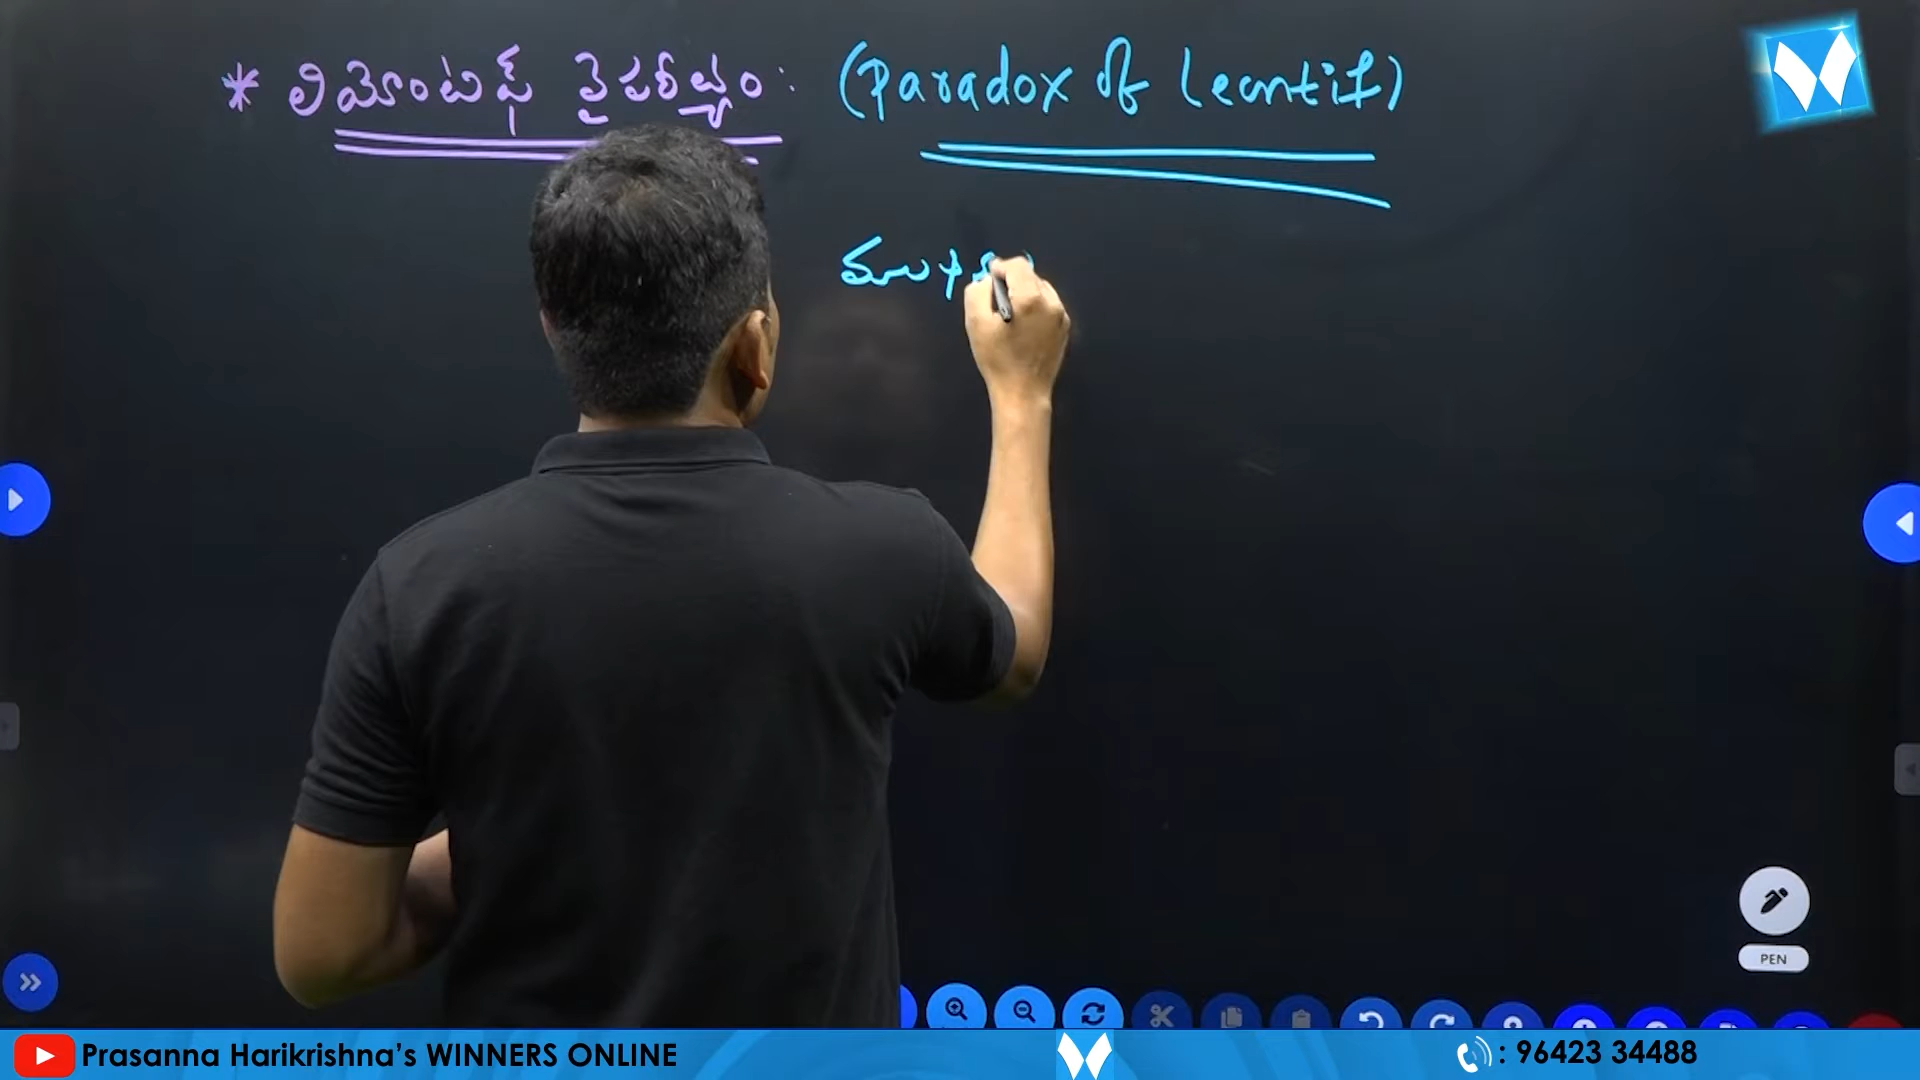 * లియోంటిఫ్ వైపరీత్యం: (Paradox of Leontif)
PEN
Prasanna Harikrishna's WINNERS ONLINE : 96423 34488